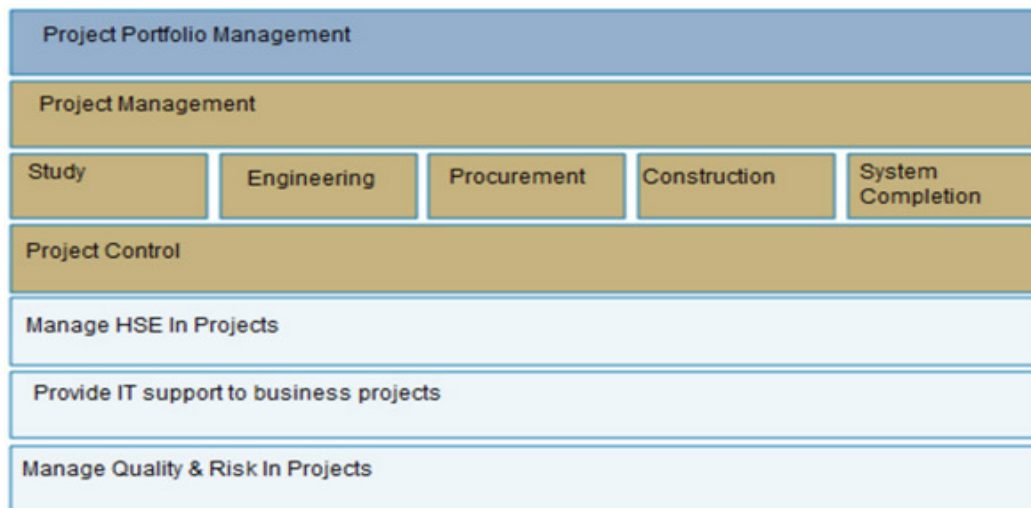 Project Portfolio Management
Project Management
Study
Engineering
Procurement
Construction
System
Completion
Project Control
Manage HSE In Projects
Provide IT support to business projects
Manage Quality & Risk In Projects